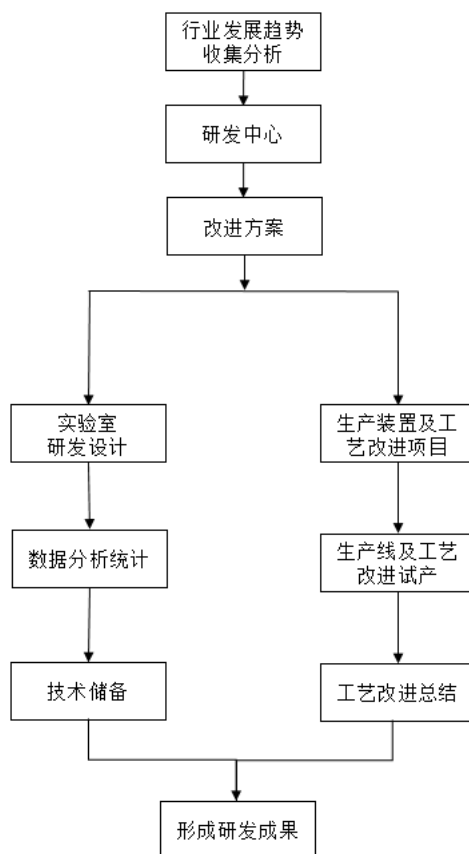 行业发展趋势
收集分析
研发中心
改进方案
实验室
研发设计
生产装置及工
艺改进项目
数据分析统计
生产线及工艺
改进试产
技术储备
工艺改进总结
形成研发成果